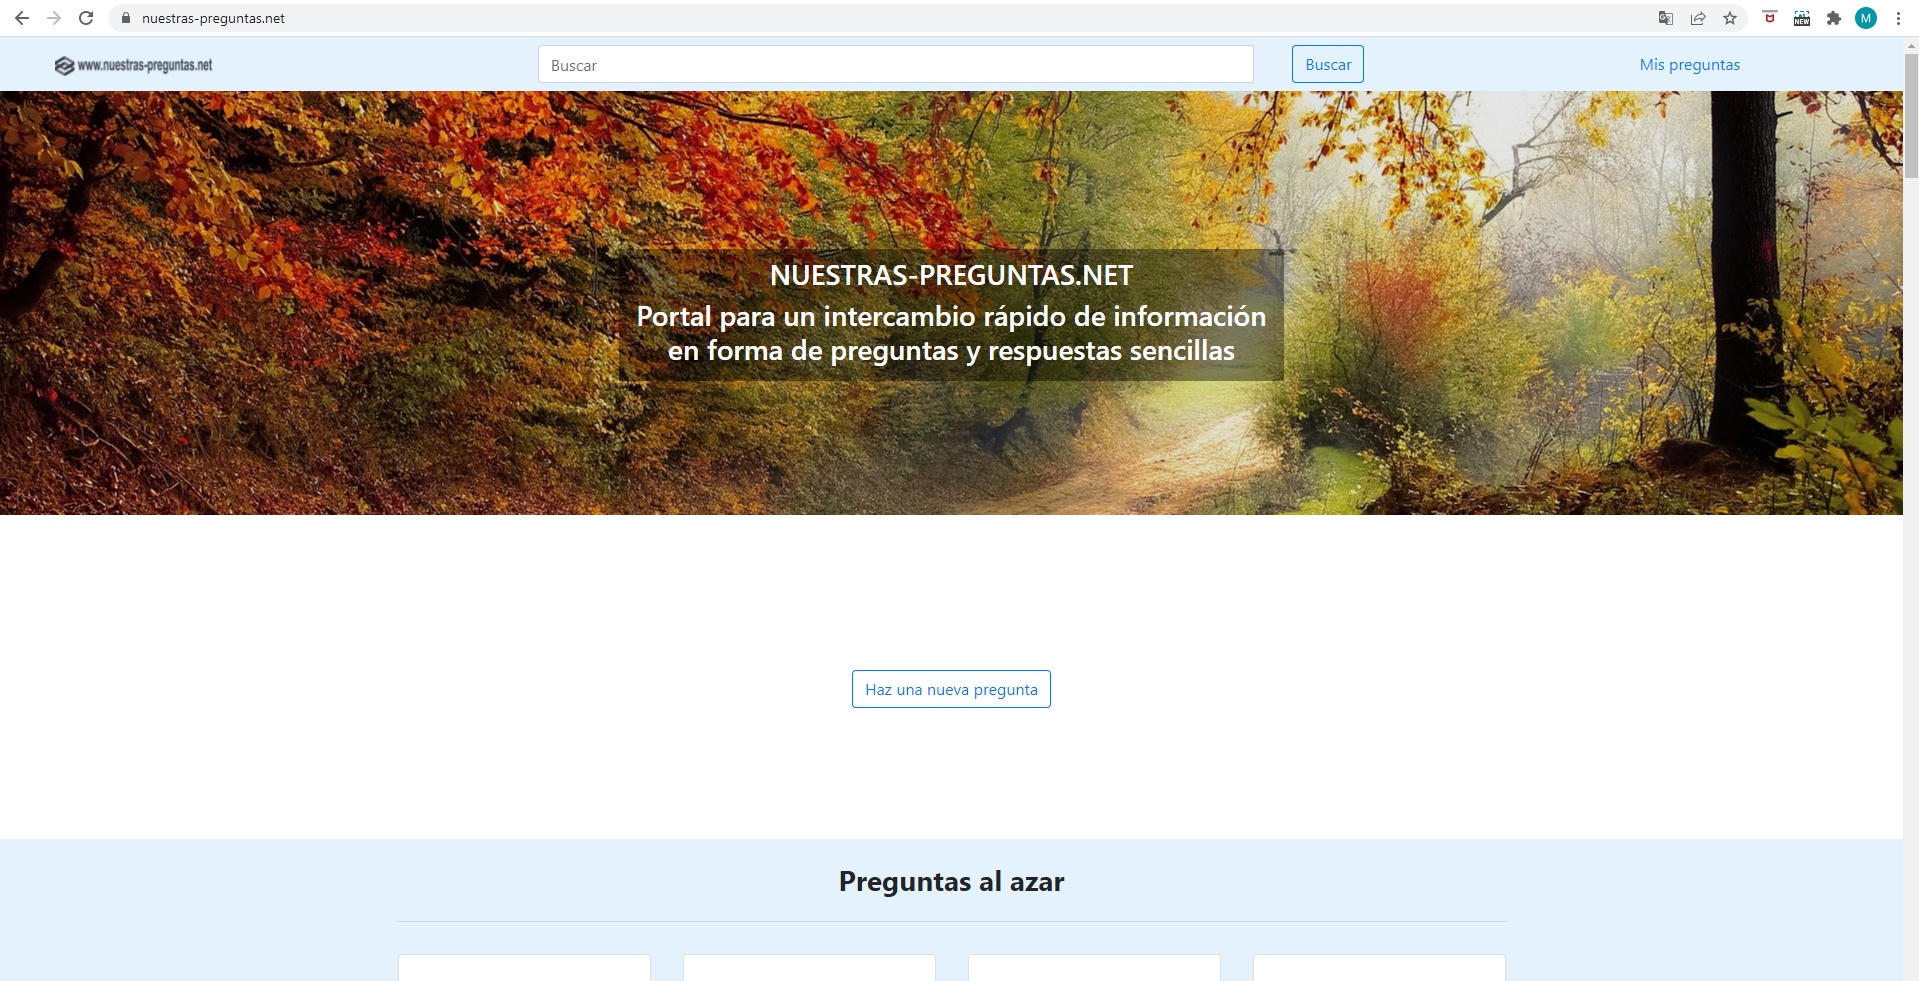 nuestras-preguntas.net
NEW
M
www.nuestras-preguntas.net
Buscar
Buscar
Mis preguntas
NUESTRAS-PREGUNTAS.NET
Portal para un intercambio rápido de información
en forma de preguntas y respuestas sencillas
Haz una nueva pregunta
Preguntas al azar